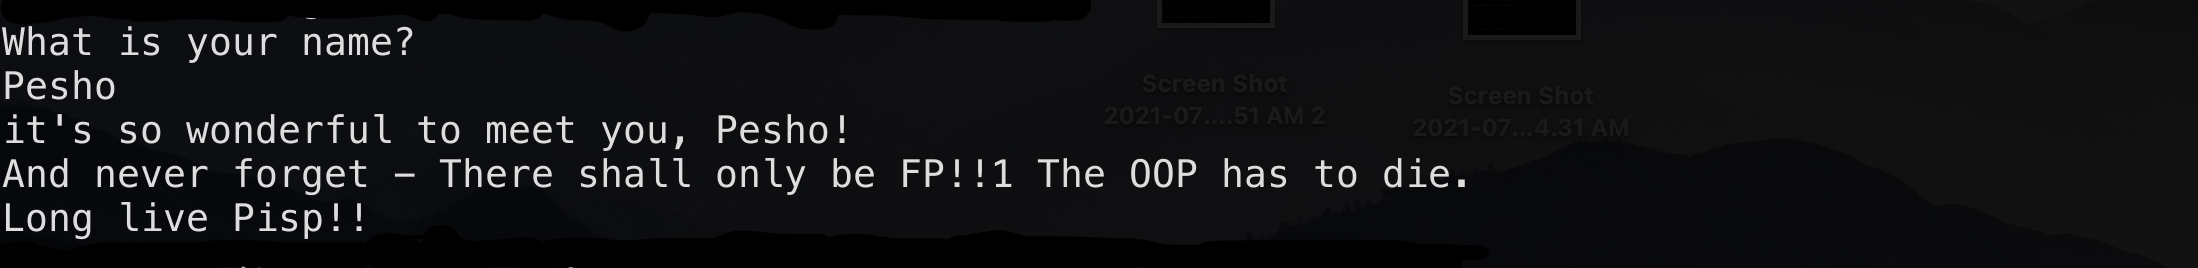 What is your name?
Pesho
it's so wonderful to meet you, Pesho!
And never forget – There shall only be FP!!1 The OOP has to die.
Long live Pisp!!
Screen Shot
2021-07....51 AM 2
Screen Shot
2021-07...4.31 AM